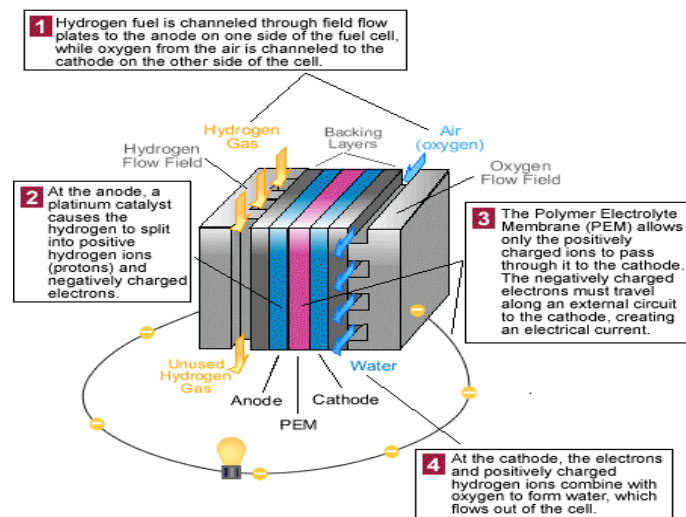 1 Hydrogen fuel is channeled through field flow
plates to the anode on one side of the fuel cell,
while oxygen from the air is channeled to the
cathode on the other side of the cell.
Hydrogen
Gas
Backing
Layers
Air
(oxygen)
Hydrogen
Flow Field
Oxygen
Flow Field
2 At the anode, a
platinum catalyst
causes the
hydrogen to split
into positive
hydrogen ions
(protons) and
negatively charged
electrons.
3 The Polymer Electrolyte
Membrane (PEM) allows
only the positively
charged ions to pass
through it to the cathode.
The negatively charged
electrons must travel
along an external circuit
to the cathode, creating
an electrical current.
Unused
Hydrogen
Gas
Water
Anode
Cathode
PEM
4 At the cathode, the electrons
and positively charged
hydrogen ions combine with
oxygen to form water, which
flows out of the cell.